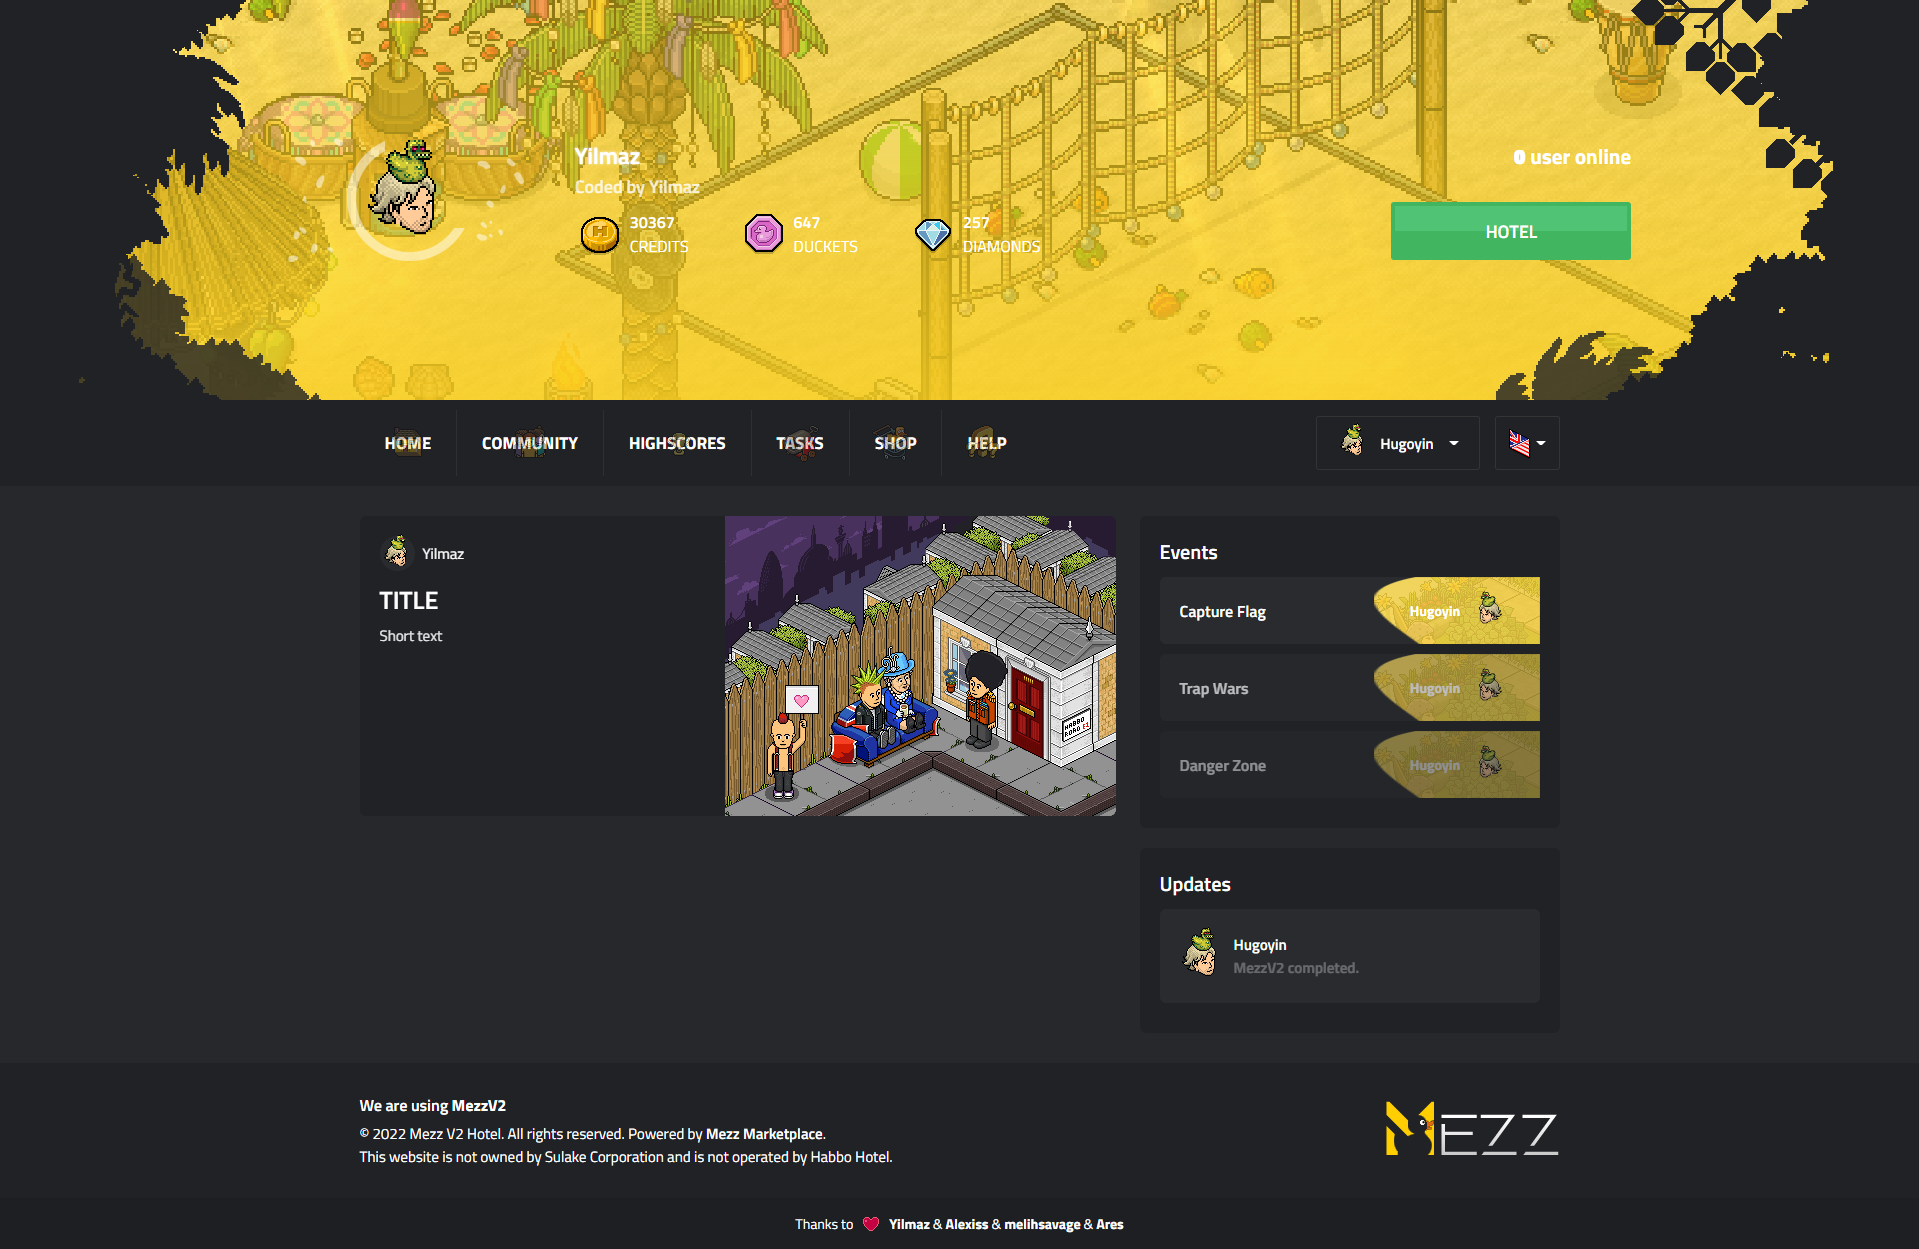 Yilmaz
Coded by Yilmaz
30367
CREDITS
647
DUCKETS
257
DIAMONDS
0 user online
HOTEL
HOME
COMMUNITY
HIGHSCORES
TASKS
SHOP
HELP
Hugoyin
Yilmaz
TITLE
Short text
HABBO
ROAD E1
Events
Capture Flag
Hugoyin
Trap Wars
Hugoyin
Danger Zone
Hugoyin
Updates
Hugoyin
MezzV2 completed.
We are using MezzV2
© 2022 Mezz V2 Hotel. All rights reserved. Powered by Mezz Marketplace.
This website is not owned by Sulake Corporation and is not operated by Habbo Hotel.
MEZZ
Thanks to Yilmaz & Alexiss & melihsavage & Ares